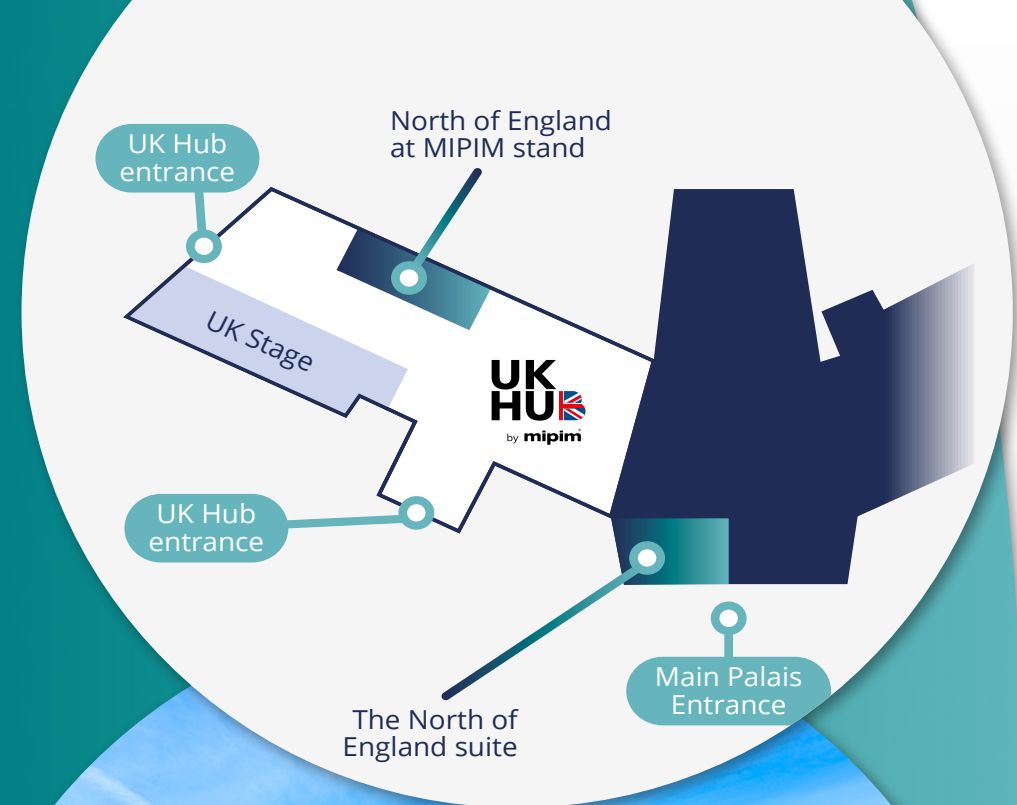 North of England
at MIPIM stand
UK Hub
entrance
UK Stage
UK
HUB
by mipim
UK Hub
entrance
Main Palais
Entrance
The North of
England suite